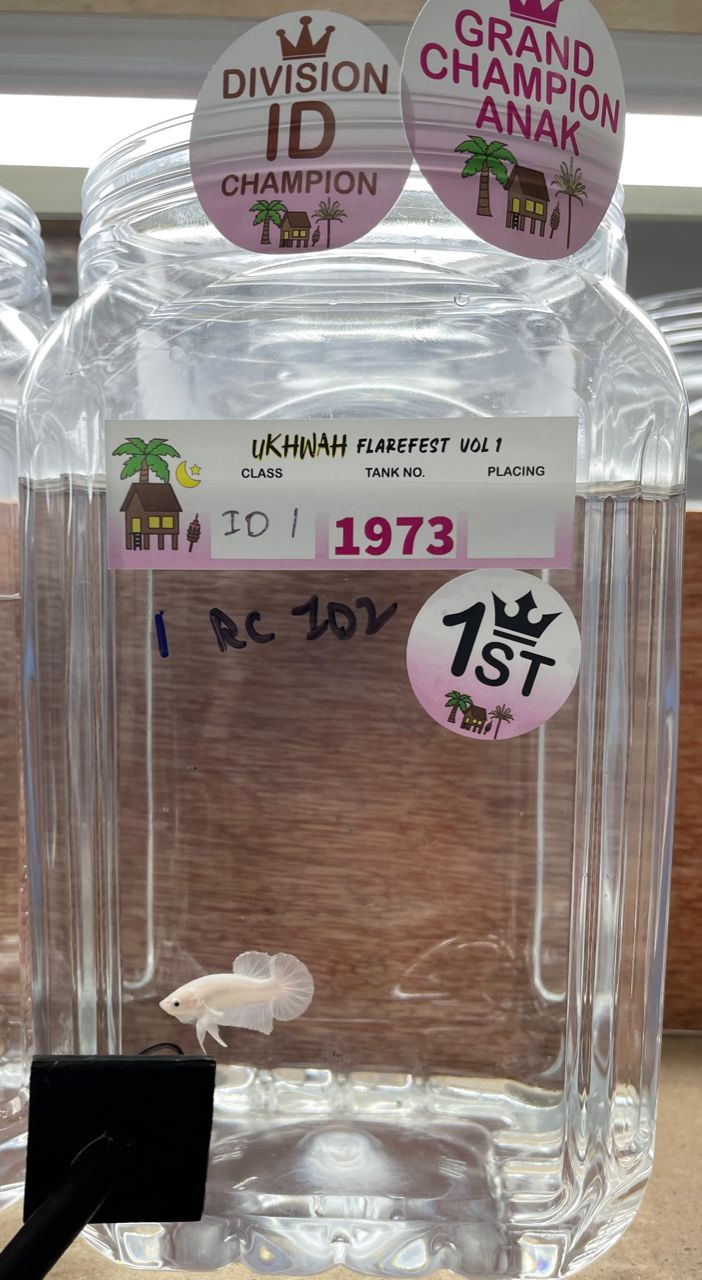 DIVISION
ID
CHAMPION
GRAND
CHAMPION
ANAK
UKHWAH FLAREFEST VOL 1
CLASS TANK NO. PLACING
ID 1 1973
1 RC 102
1ST